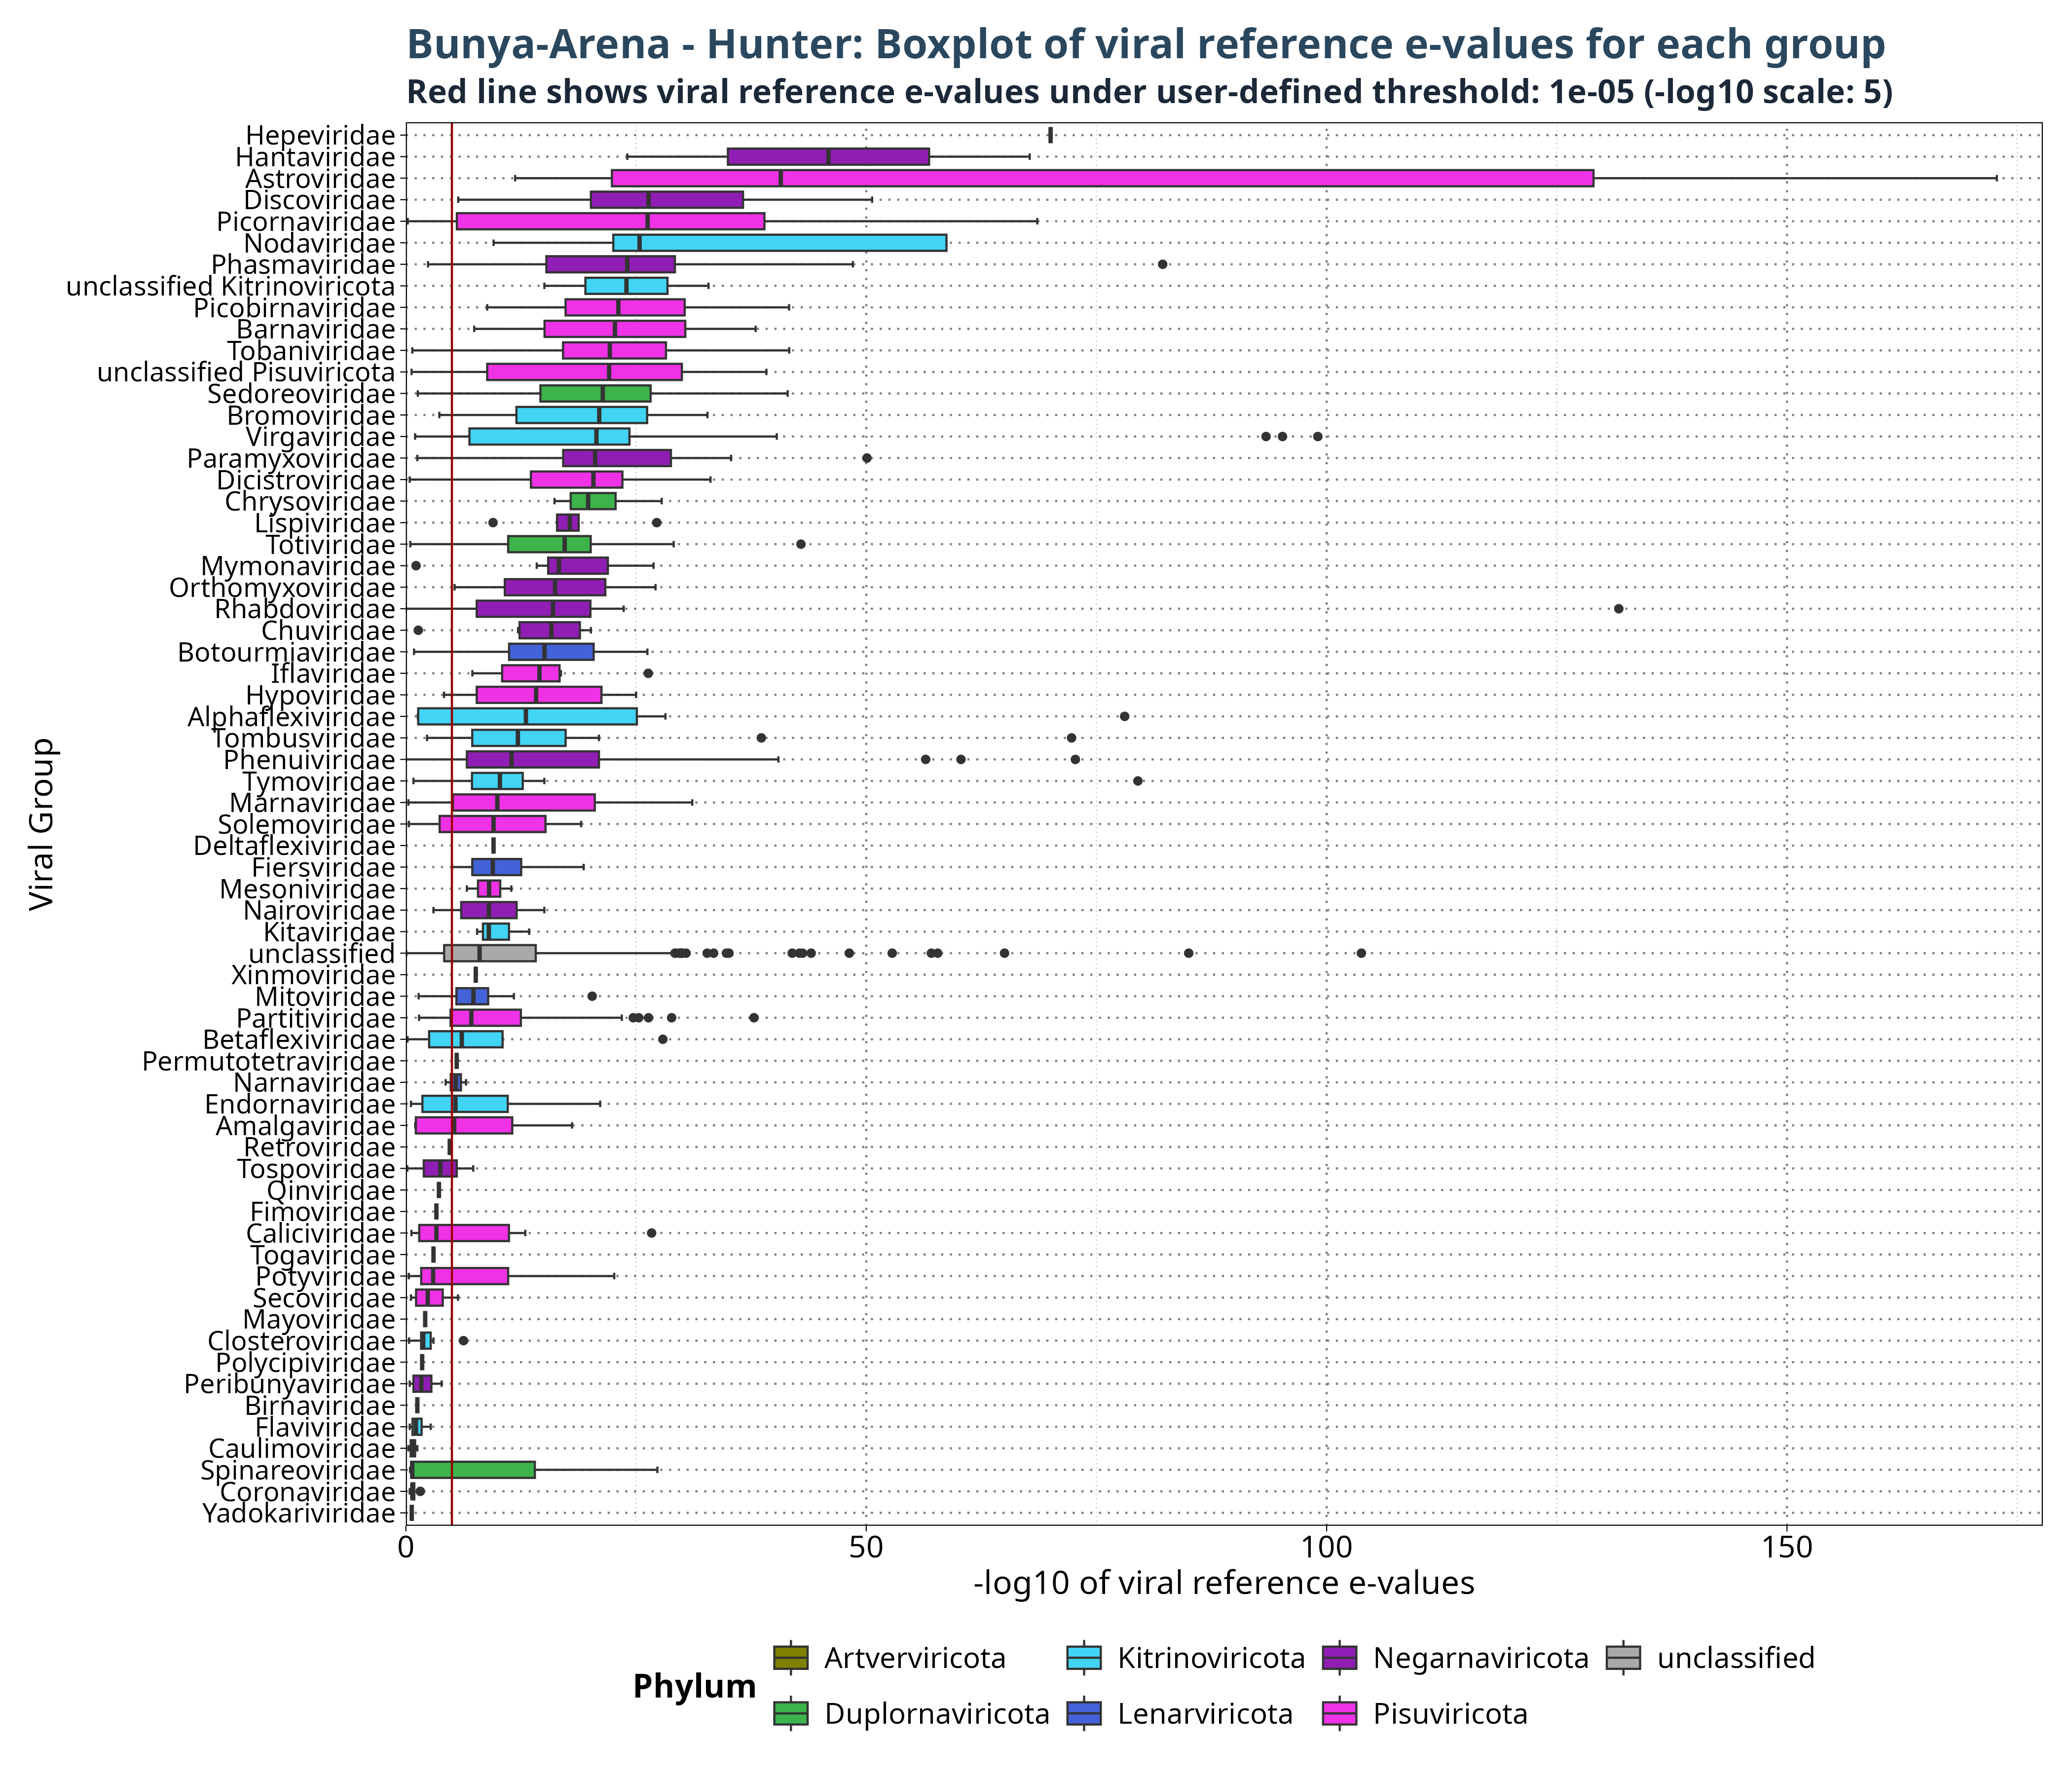 Bunya-Arena - Hunter: Boxplot of viral reference e-values for each group
Red line shows viral reference e-values under user-defined threshold: 1e-05 (-log10 scale: 5)
Viral Group
Hepeviridae
Hantaviridae
Astroviridae
Discoviridae
Picornaviridae
Nodaviridae
Phasmaviridae
unclassified Kitrinoviricota
Picobirnaviridae
Barnaviridae
Tobaniviridae
unclassified Pisuviricota
Sedoreoviridae
Bromoviridae
Virgaviridae
Paramyxoviridae
Dicistroviridae
Chrysoviridae
Lispiviridae
Totiviridae
Mymonaviridae
Orthomyxoviridae
Rhabdoviridae
Chuviridae
Botourmiaviridae
Iflaviridae
Hypoviridae
Alphaflexiviridae
Tombusviridae
Phenuiviridae
Tymoviridae
Marnaviridae
Solemoviridae
Deltaflexiviridae
Fiersviridae
Mesoniviridae
Nairoviridae
Kitaviridae
unclassified
Xinmoviridae
Mitoviridae
Partitiviridae
Betaflexiviridae
Permutotetraviridae
Narnaviridae
Endornaviridae
Amalgaviridae
Retroviridae
Tospoviridae
Qinviridae
Fimoviridae
Caliciviridae
Togaviridae
Potyviridae
Secoviridae
Mayoviridae
Closteroviridae
Polycipiviridae
Peribunyaviridae
Birnaviridae
Flaviviridae
Caulimoviridae
Spinareoviridae
Coronaviridae
Yadokariviridae
0 50 100 150
-log10 of viral reference e-values
Phylum
Artverviricota Kitrinoviricota Negarnaviricota unclassified
Duplornaviricota Lenarviricota Pisuviricota